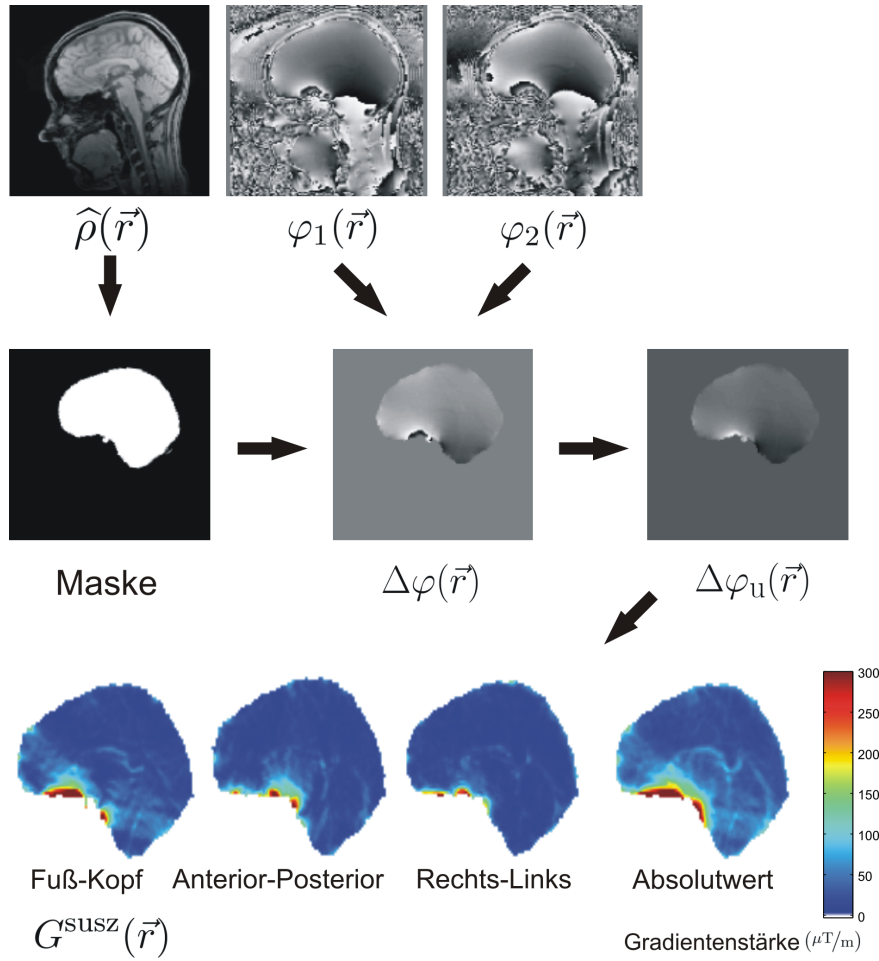 ρ̂(r⃗) φ₁(r⃗) φ₂(r⃗)
Maske Δφ(r⃗) Δφᵤ(r⃗)
300
250
200
150
100
50
0
Fuß-Kopf Anterior-Posterior Rechts-Links Absolutwert
Gˢᵘˢᶻ(r⃗)
Gradientenstärke (μT/m)